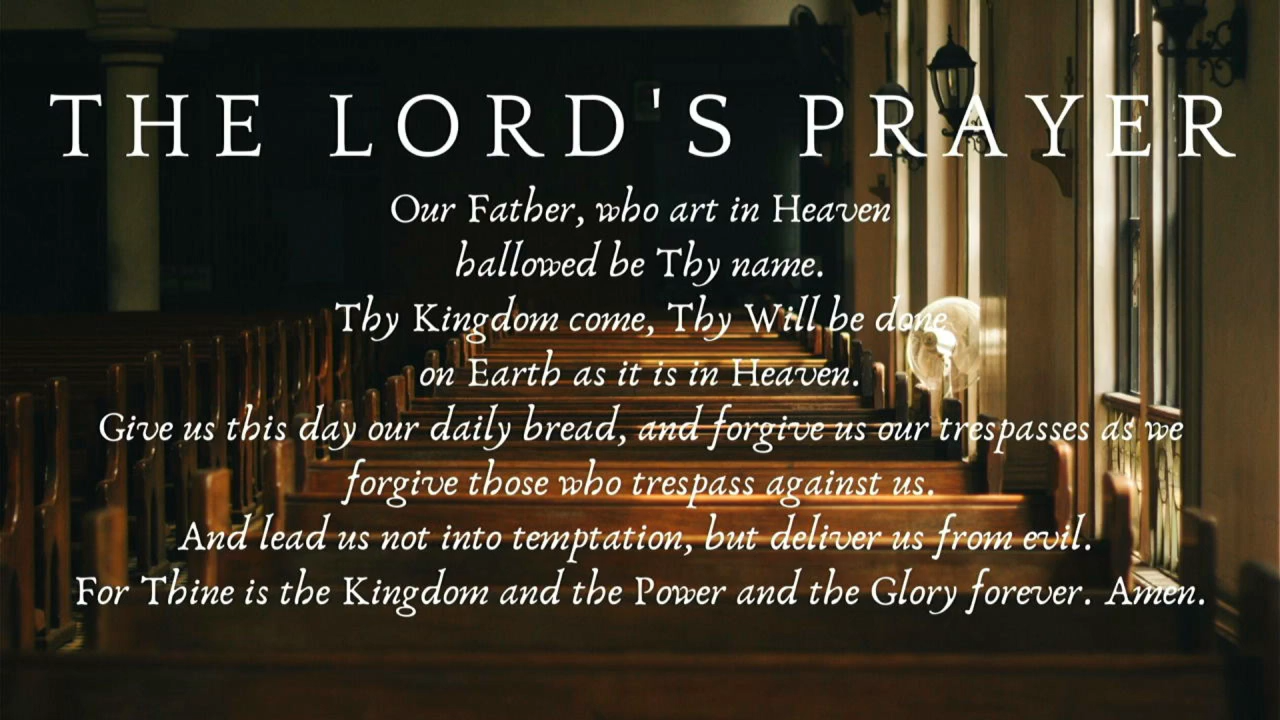 THE LORD'S PRAYER
Our Father, who art in Heaven
hallowed be Thy name.
Thy Kingdom come, Thy Will be done
on Earth as it is in Heaven.
Give us this day our daily bread, and forgive us our trespasses as we
forgive those who trespass against us.
And lead us not into temptation, but deliver us from evil.
For Thine is the Kingdom and the Power and the Glory forever. Amen.